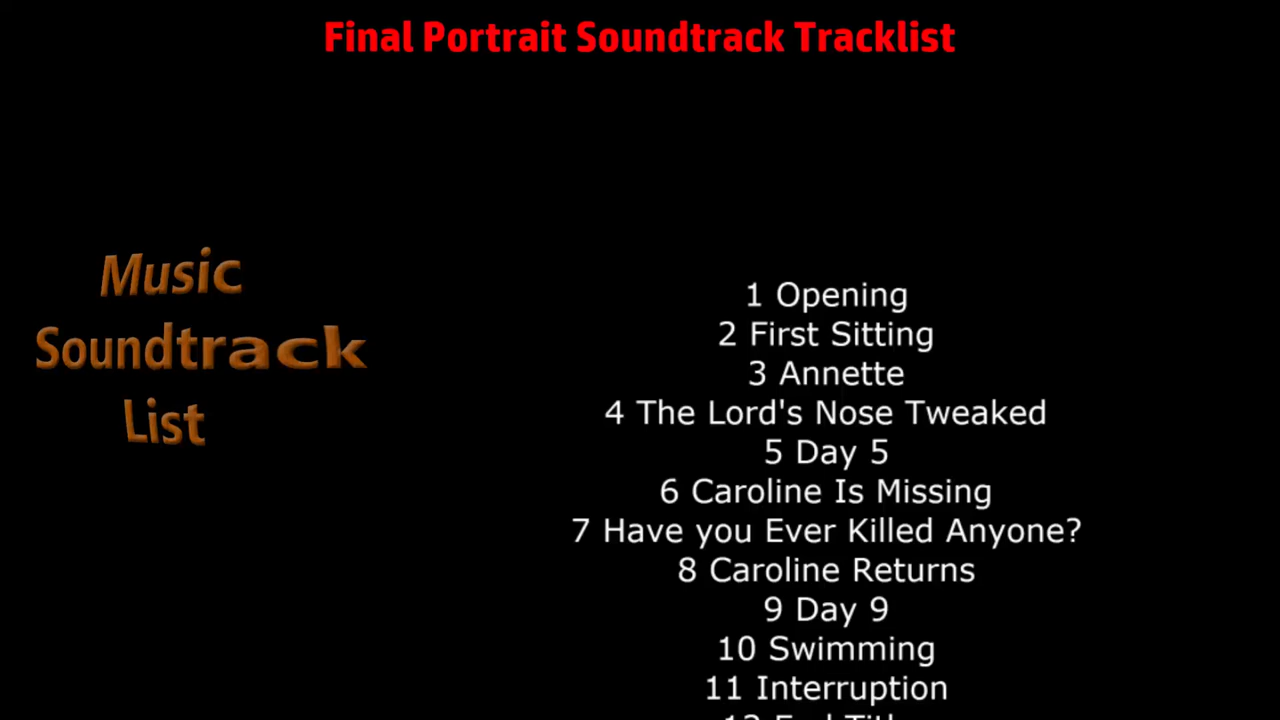 Final Portrait Soundtrack Tracklist
Music
Soundtrack
List
1 Opening
2 First Sitting
3 Annette
4 The Lord's Nose Tweaked
5 Day 5
6 Caroline Is Missing
7 Have you Ever Killed Anyone?
8 Caroline Returns
9 Day 9
10 Swimming
11 Interruption